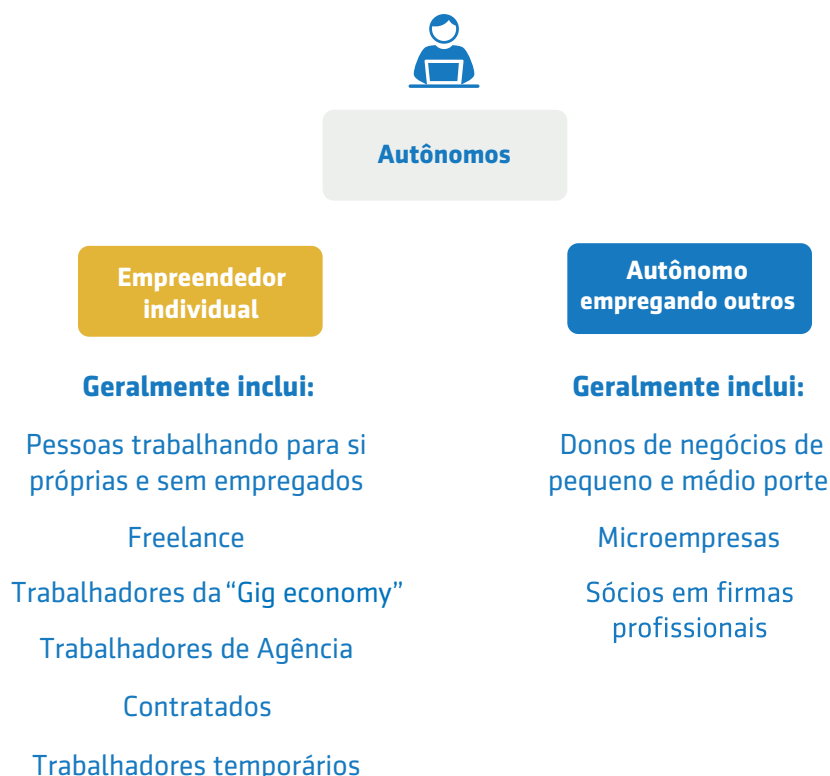 Autônomos
Empreendedor
individual
Geralmente inclui:
Pessoas trabalhando para si
próprias e sem empregados
Freelance
Trabalhadores da “Gig economy”
Trabalhadores de Agência
Contratados
Trabalhadores temporários
Autônomo
empregando outros
Geralmente inclui:
Donos de negócios de
pequeno e médio porte
Microempresas
Sócios em firmas
profissionais